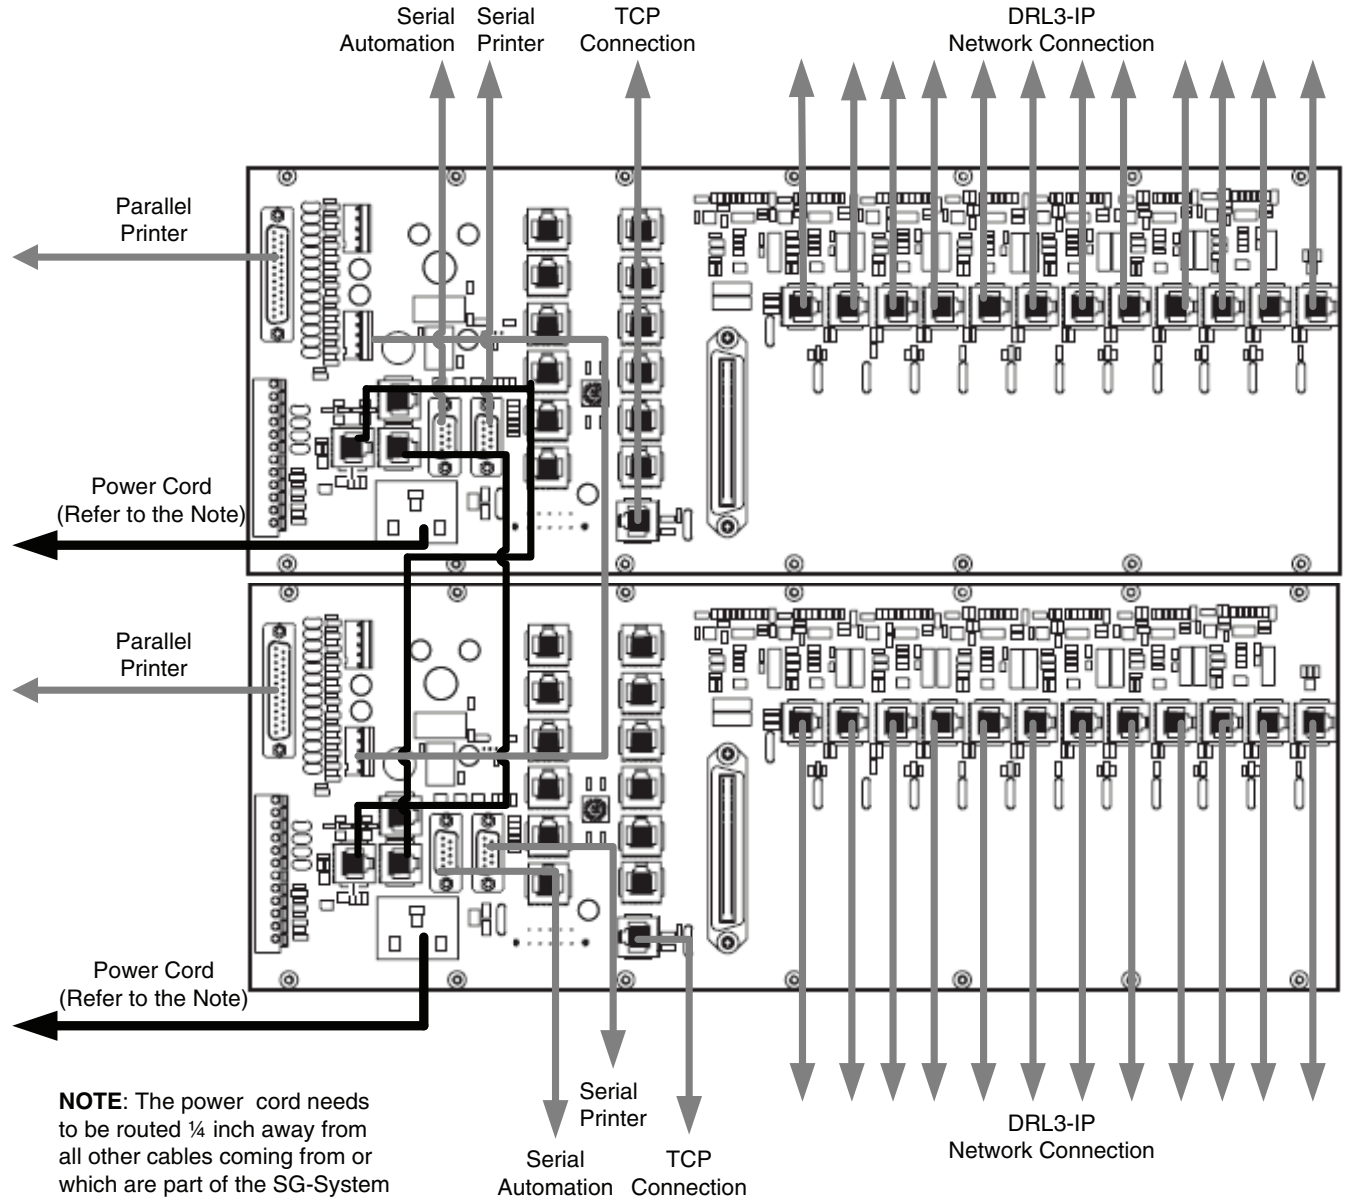 Serial
Automation
Serial
Printer
TCP
Connection
DRL3-IP
Network Connection
Parallel
Printer
Power Cord
(Refer to the Note)
Parallel
Printer
Power Cord
(Refer to the Note)
NOTE: The power cord needs
to be routed ¼ inch away from
all other cables coming from or
which are part of the SG-System
Serial
Printer
Serial
Automation
TCP
Connection
DRL3-IP
Network Connection